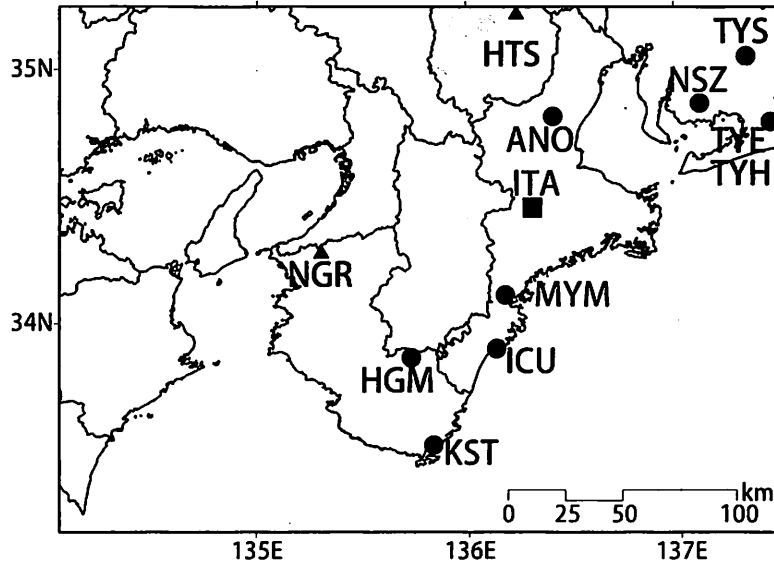 TYS
35N
HTS
NSZ
ANO
TYE
TYH
ITA
NGR
MYM
34N
ICU
HGM
KST
km
0 25 50 100
135E 136E 137E